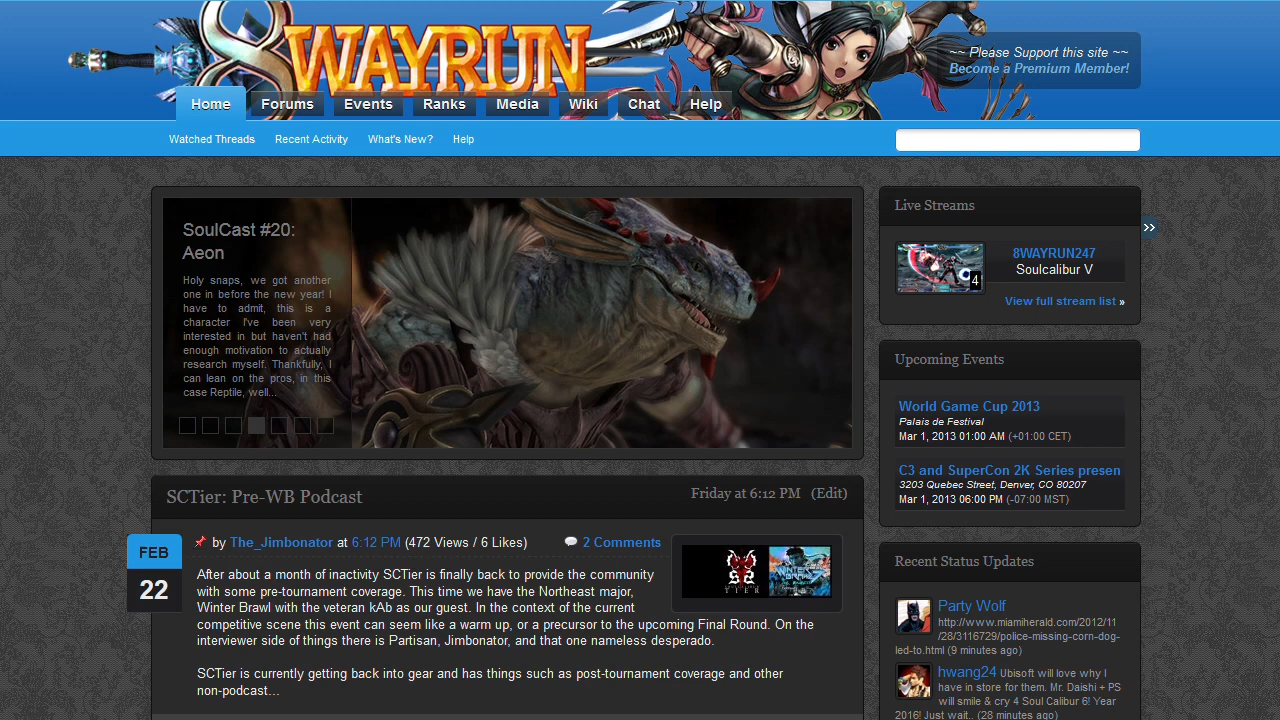 8WAYRUN
~~ Please Support this site ~~
Become a Premium Member!
Home Forums Events Ranks Media Wiki Chat Help
Watched Threads Recent Activity What's New? Help
SoulCast #20:
Aeon
Holy snaps, we got another
one in before the new year! I
have to admit, this is a
character I've been very
interested in but haven't had
enough motivation to actually
research myself. Thankfully, I
can lean on the pros, in this
case Reptile, well...
Live Streams
4
8WAYRUN247
Soulcalibur V
View full stream list »
Upcoming Events
World Game Cup 2013
Palais de Festival
Mar 1, 2013 01:00 AM (+01:00 CET)
C3 and SuperCon 2K Series presen
3203 Quebec Street, Denver, CO 80207
Mar 1, 2013 06:00 PM (-07:00 MST)
SCTier: Pre-WB Podcast
Friday at 6:12 PM (Edit)
FEB
22
by The_Jimbonator at 6:12 PM (472 Views / 6 Likes)
2 Comments
TIER
WINTER
After about a month of inactivity SCTier is finally back to provide the community
with some pre-tournament coverage. This time we have the Northeast major,
Winter Brawl with the veteran kAb as our guest. In the context of the current
competitive scene this event can seem like a warm up, or a precursor to the upcoming Final Round. On the
interviewer side of things there is Partisan, Jimbonator, and that one nameless desperado.
SCTier is currently getting back into gear and has things such as post-tournament coverage and other
non-podcast...
Recent Status Updates
Party Wolf
http://www.miamiherald.com/2012/11
/28/3116729/police-missing-corn-dog-
led-to.html (9 minutes ago)
hwang24 Ubisoft will love why I
have in store for them. Mr. Daishi + PS
will smile & cry 4 Soul Calibur 6! Year
2016! Just wait.. (28 minutes ago)